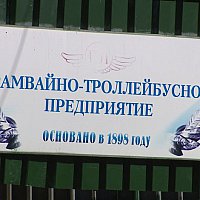 АМВАЙНО-ТРОЛЛЕЙБУСНО
ПРЕДПРИЯТИЕ
ОСНОВАНО в 1898 году